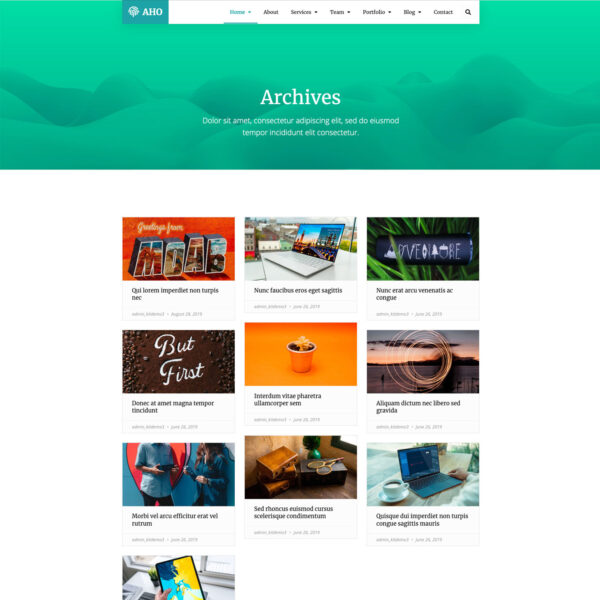 AHO
Home About Services Team Portfolio Blog Contact
Archives
Dolor sit amet, consectetur adipiscing elit, sed do eiusmod
tempor incididunt elit consectetur.
Greetings from
MOAB
Qui lorem imperdiet non turpis
nec
admin_kitdemo3 • August 28, 2019
Nunc faucibus eros eget sagittis
admin_kitdemo3 • June 26, 2019
ADVENTURE
Nunc erat arcu venenatis ac
congue
admin_kitdemo3 • June 26, 2019
But
First
Donec at amet magna tempor
tincidunt
admin_kitdemo3 • June 26, 2019
Interdum vitae pharetra
ullamcorper sem
admin_kitdemo3 • June 26, 2019
Aliquam dictum nec libero sed
gravida
admin_kitdemo3 • June 26, 2019
Morbi vel arcu efficitur erat vel
rutrum
admin_kitdemo3 • June 26, 2019
Sed rhoncus euismod cursus
scelerisque condimentum
admin_kitdemo3 • June 26, 2019
Quisque dui imperdiet non turpis
congue sagittis mauris
admin_kitdemo3 • June 26, 2019